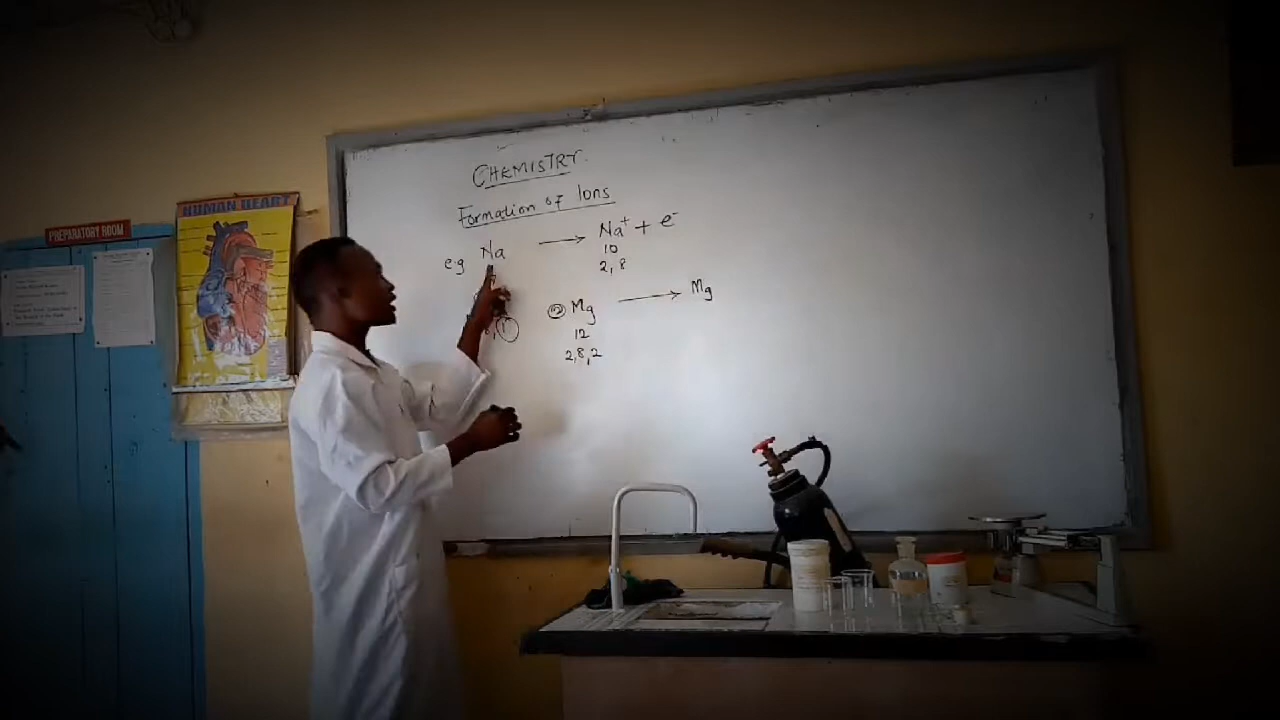 CHEMISTRY
Formation of Ions
e.g Na → Na⁺ + e⁻
10
2,8
② Mg → Mg
12
2,8,2
HUMAN HEART
PREPARATORY ROOM